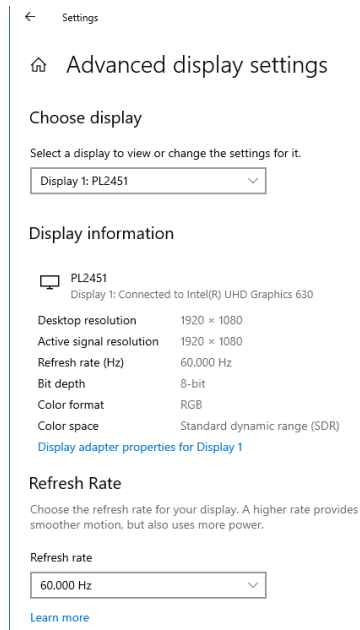 Settings
Advanced display settings
Choose display
Select a display to view or change the settings for it.
Display 1: PL2451
Display information
PL2451
Display 1: Connected to Intel(R) UHD Graphics 630
Desktop resolution 1920 × 1080
Active signal resolution 1920 × 1080
Refresh rate (Hz) 60.000 Hz
Bit depth 8-bit
Color format RGB
Color space Standard dynamic range (SDR)
Display adapter properties for Display 1
Refresh Rate
Choose the refresh rate for your display. A higher rate provides
smoother motion, but also uses more power.
Refresh rate
60.000 Hz
Learn more